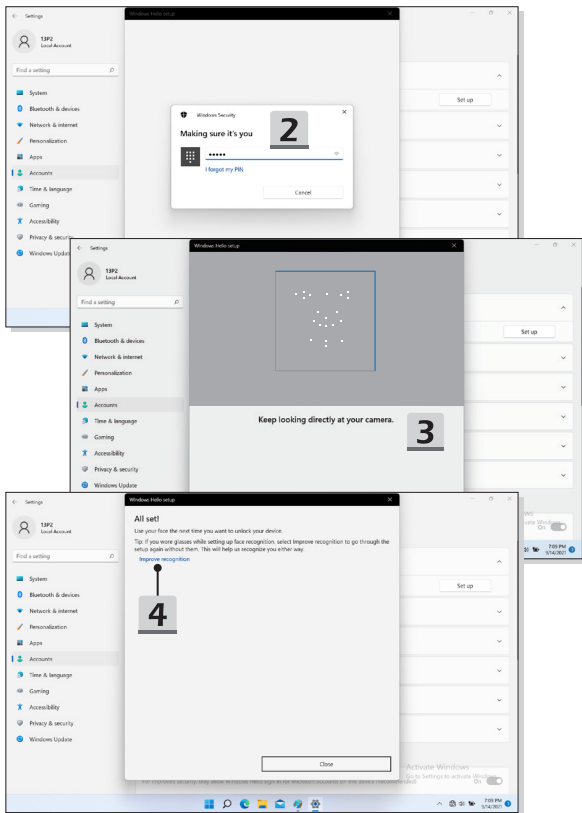 Settings
Windows Hello setup
13P2
Local Account
Find a setting
System
Bluetooth & devices
Network & internet
Personalization
Apps
Accounts
Time & language
Gaming
Accessibility
Privacy & security
Windows Update
Windows Security
Making sure it's you
2
I forgot my PIN
Cancel
Set up
Settings
Windows Hello setup
13P2
Local Account
Find a setting
System
Bluetooth & devices
Network & internet
Personalization
Apps
Accounts
Time & language
Gaming
Accessibility
Privacy & security
Windows Update
Keep looking directly at your camera.
3
Set up
On
7:09 PM
5/14/2021
Settings
Windows Hello setup
13P2
Local Account
Find a setting
System
Bluetooth & devices
Network & internet
Personalization
Apps
Accounts
Time & language
Gaming
Accessibility
Privacy & security
Windows Update
All set!
Use your face the next time you want to unlock your device.
Tip: If you wore glasses while setting up face recognition, select Improve recognition to go through the
setup again without them. This will help us recognize you either way.
Improve recognition
4
Close
Set up
Activate Windows
Go to Settings to activate Windows.
On
7:09 PM
5/14/2021